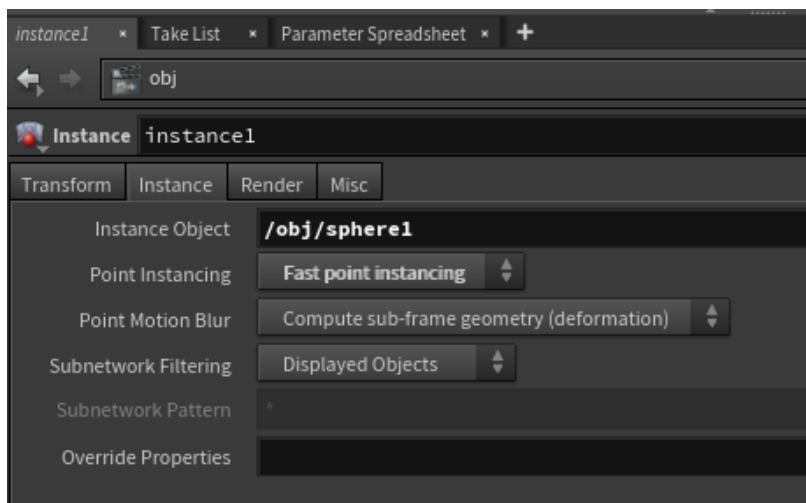 instance1 × Take List × Parameter Spreadsheet × +
obj
Instance instance1
Transform Instance Render Misc
Instance Object /obj/sphere1
Point Instancing Fast point instancing
Point Motion Blur Compute sub-frame geometry (deformation)
Subnetwork Filtering Displayed Objects
Subnetwork Pattern *
Override Properties